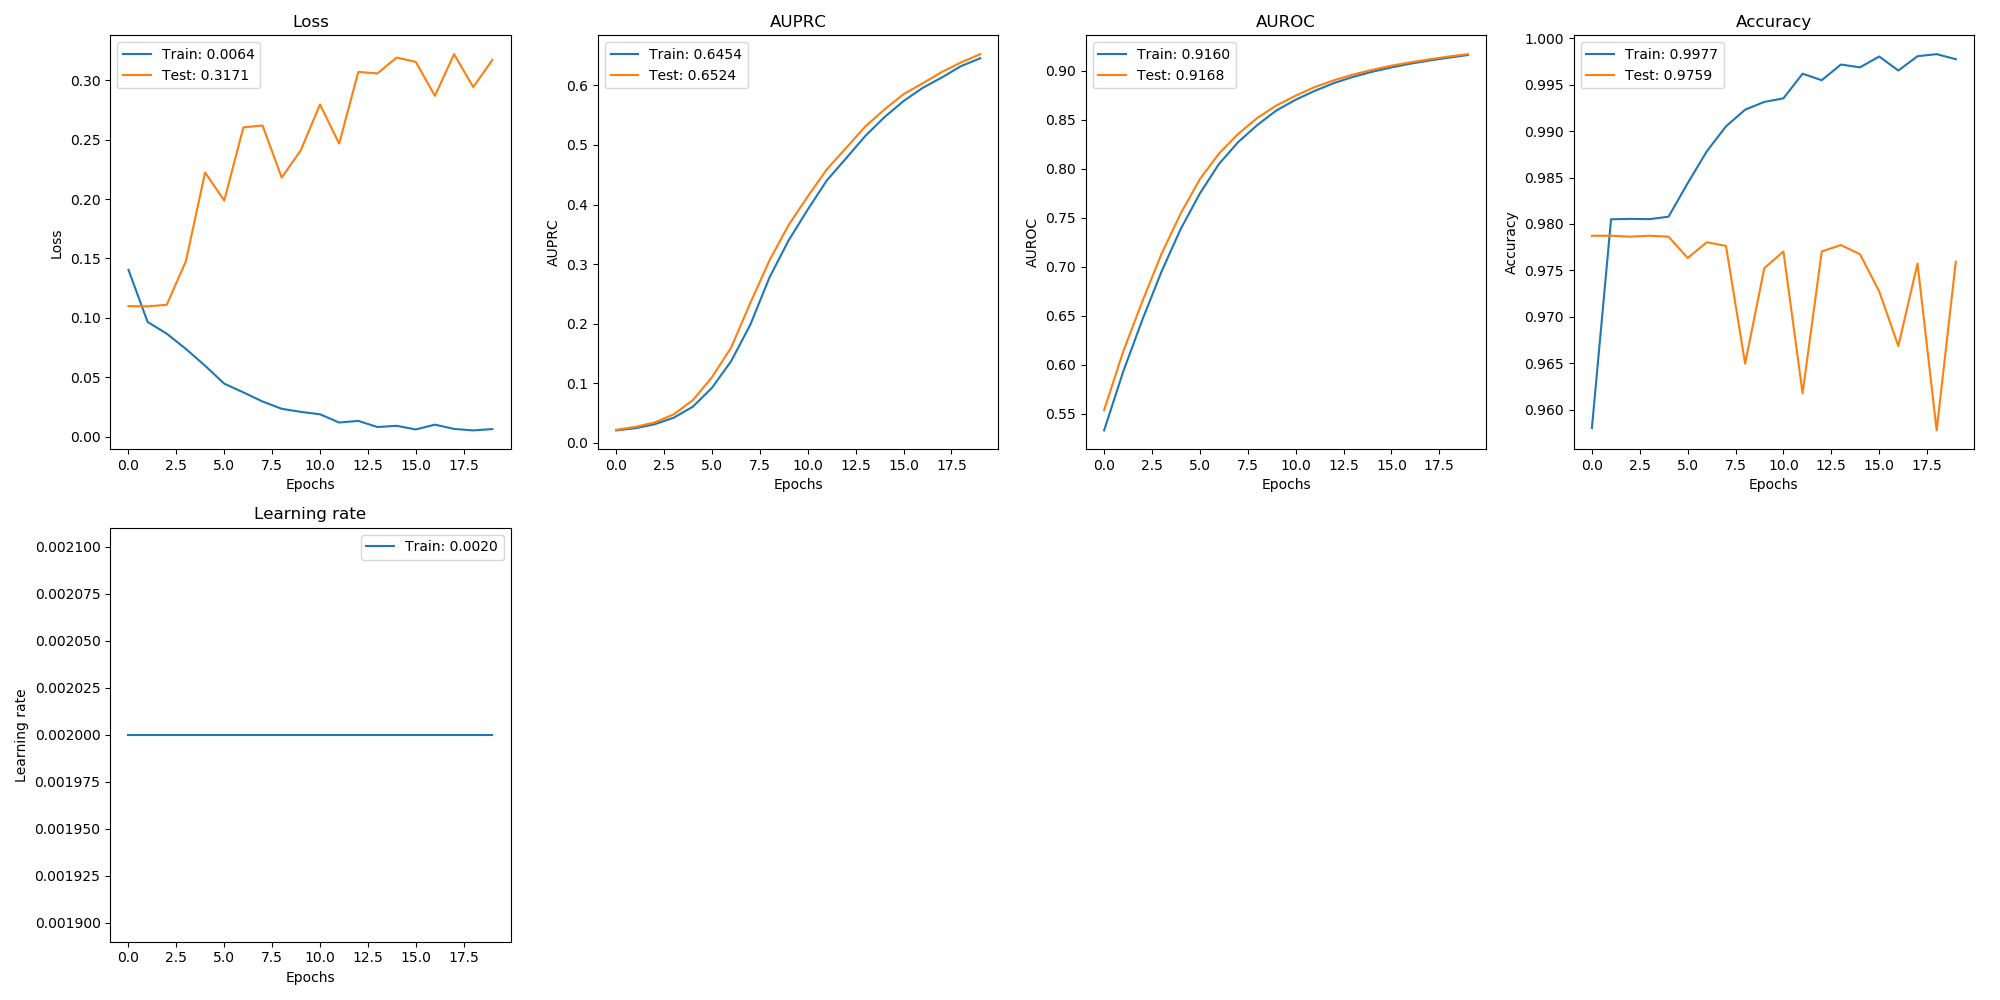 Loss
Train: 0.0064
Test: 0.3171
0.30
0.25
0.20
0.15
0.10
0.05
0.00
Loss
0.0 2.5 5.0 7.5 10.0 12.5 15.0 17.5
Epochs
AUPRC
Train: 0.6454
Test: 0.6524
0.6
0.5
0.4
0.3
0.2
0.1
0.0
AUPRC
0.0 2.5 5.0 7.5 10.0 12.5 15.0 17.5
Epochs
AUROC
Train: 0.9160
Test: 0.9168
0.90
0.85
0.80
0.75
0.70
0.65
0.60
0.55
AUROC
0.0 2.5 5.0 7.5 10.0 12.5 15.0 17.5
Epochs
Accuracy
Train: 0.9977
Test: 0.9759
1.000
0.995
0.990
0.985
0.980
0.975
0.970
0.965
0.960
Accuracy
0.0 2.5 5.0 7.5 10.0 12.5 15.0 17.5
Epochs
Learning rate
Train: 0.0020
0.002100
0.002075
0.002050
0.002025
0.002000
0.001975
0.001950
0.001925
0.001900
Learning rate
0.0 2.5 5.0 7.5 10.0 12.5 15.0 17.5
Epochs